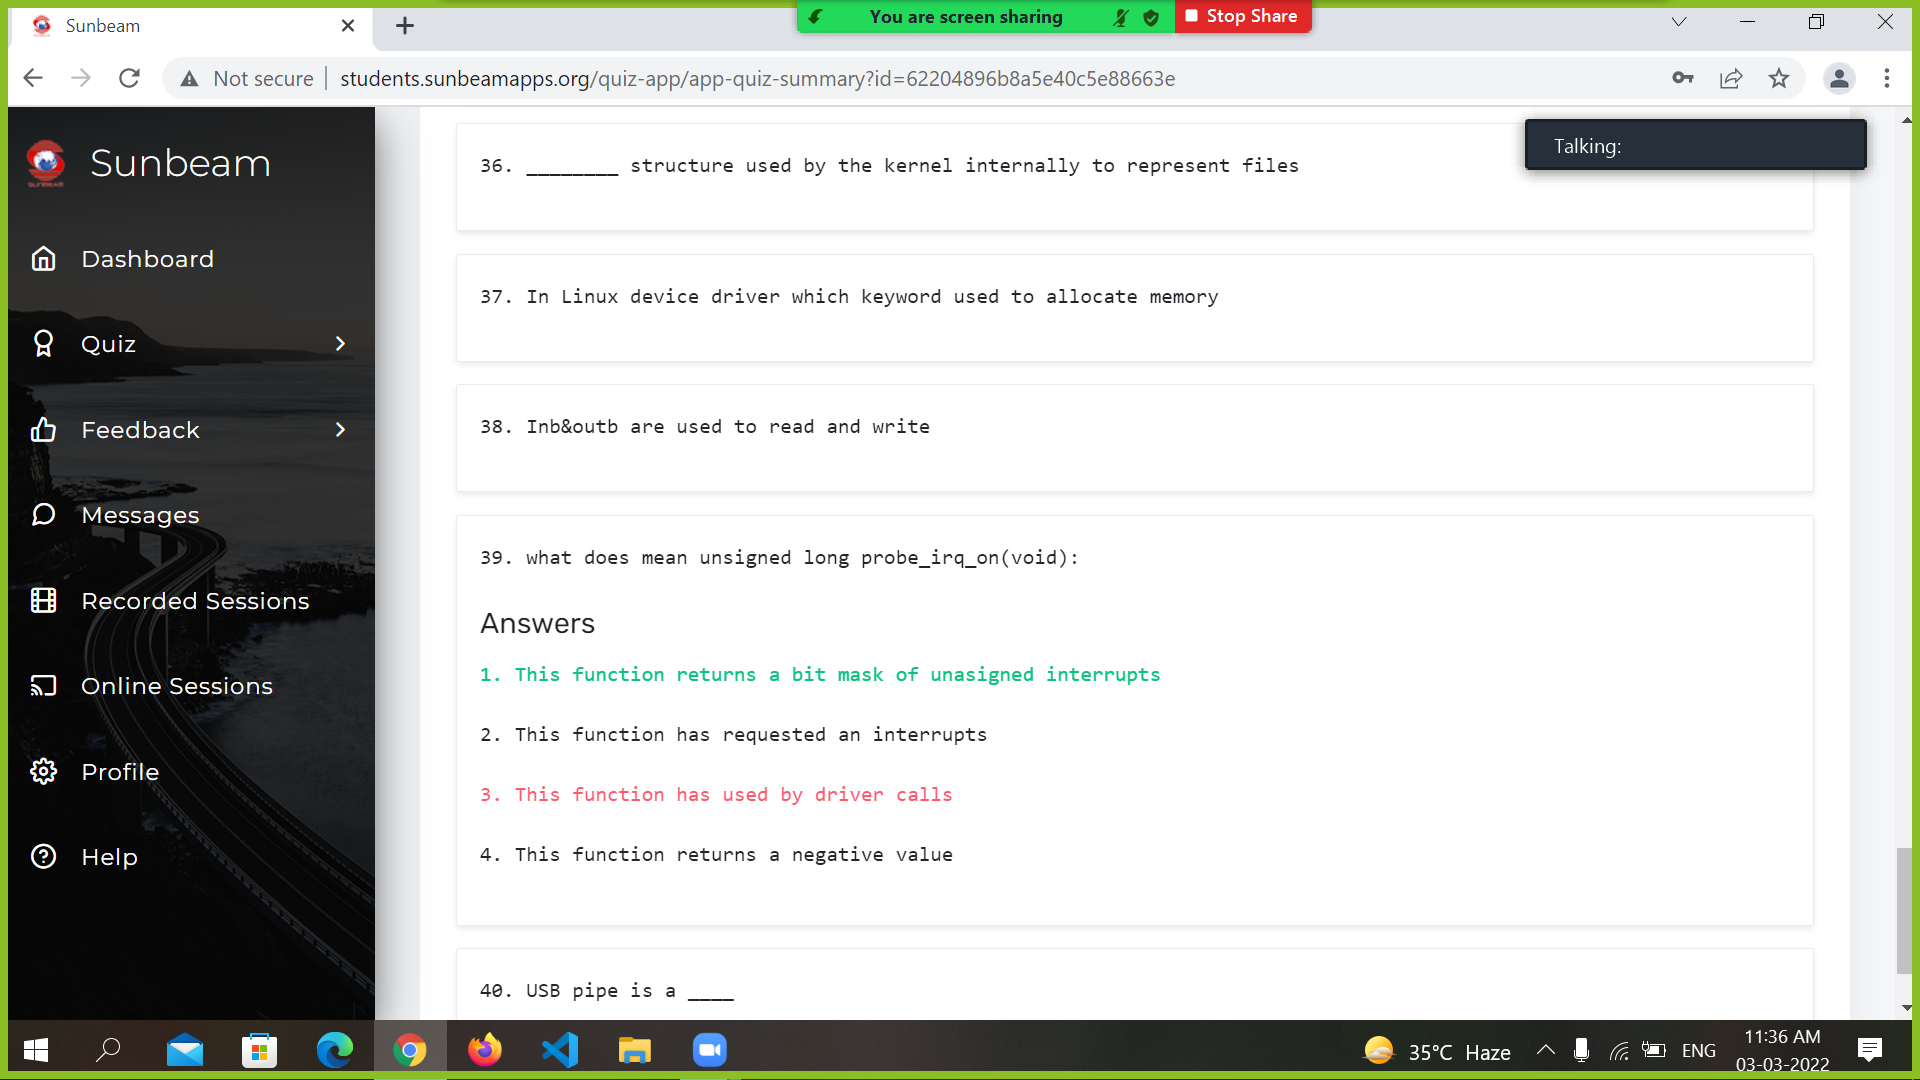 Sunbeam
You are screen sharing
Stop Share
Not secure
students.sunbeamapps.org/quiz-app/app-quiz-summary?id=62204896b8a5e40c5e88663e
Talking:
Sunbeam
Dashboard
Quiz
Feedback
Messages
Recorded Sessions
Online Sessions
Profile
Help
36. ________ structure used by the kernel internally to represent files
37. In Linux device driver which keyword used to allocate memory
38. Inb&outb are used to read and write
39. what does mean unsigned long probe_irq_on(void):
Answers
1. This function returns a bit mask of unasigned interrupts
2. This function has requested an interrupts
3. This function has used by driver calls
4. This function returns a negative value
40. USB pipe is a ____
35°C Haze
ENG
11:36 AM
03-03-2022